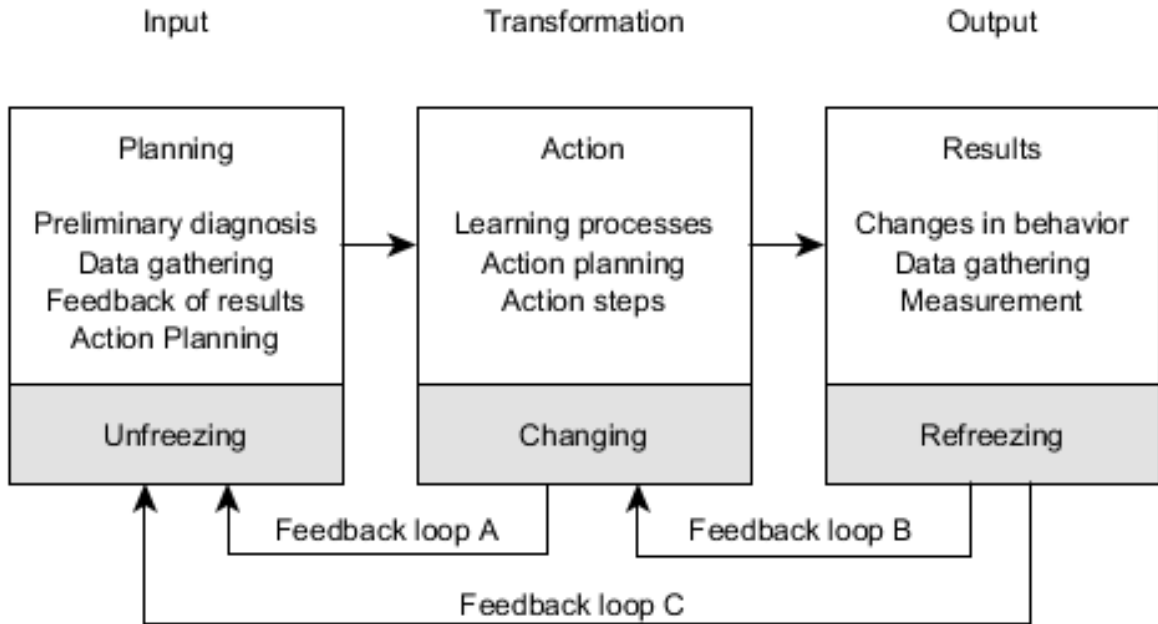 Input
Transformation
Output
Planning
Preliminary diagnosis
Data gathering
Feedback of results
Action Planning
Unfreezing
Action
Learning processes
Action planning
Action steps
Changing
Results
Changes in behavior
Data gathering
Measurement
Refreezing
Feedback loop A
Feedback loop B
Feedback loop C